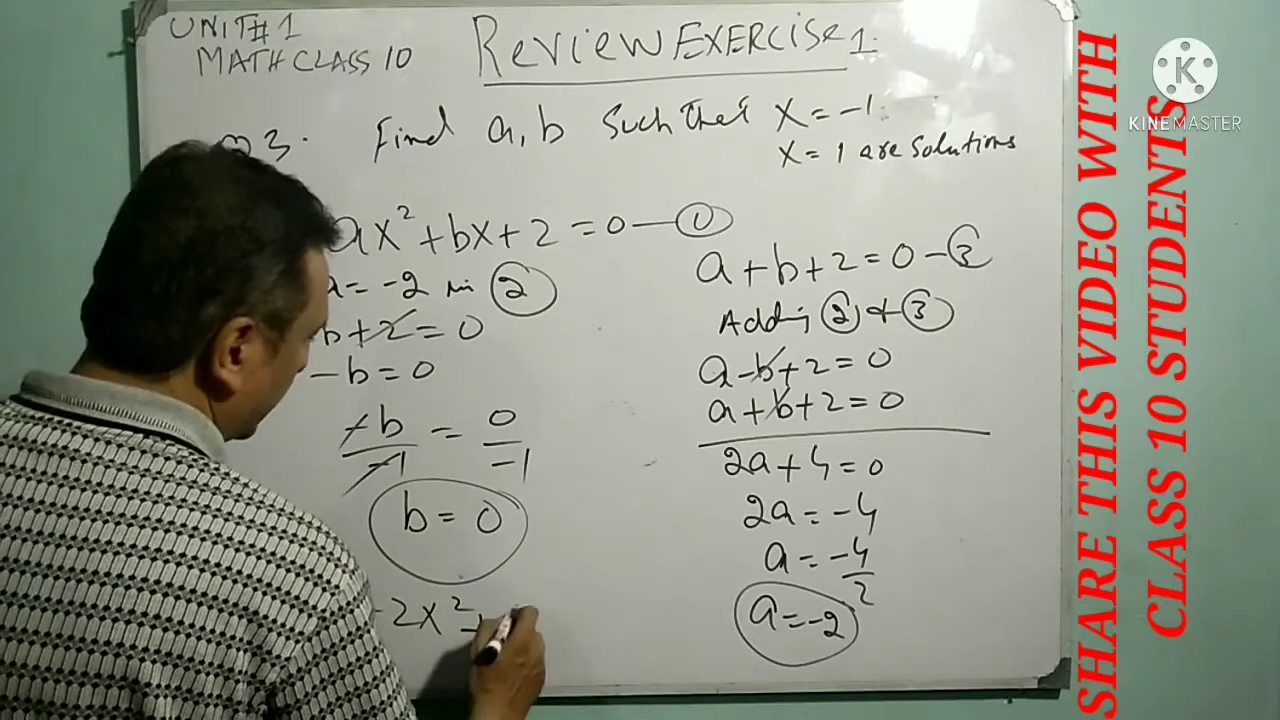 UNIT#1
MATH CLASS 10
Review EXERCISE 1.
Q3. Find a, b Such that x = -1
x = 1 are Solutions
ax² + bx + 2 = 0 — ①
a = -2 in ②
b + 2 = 0
-b = 0
-b/-1 = 0/-1
b = 0
-2x² +
a + b + 2 = 0 - ③
Adding ② & ③
a - b + 2 = 0
a + b + 2 = 0
2a + 4 = 0
2a = -4
a = -4/2
a = -2
SHARE THIS VIDEO WITH
CLASS 10 STUDENTS
K
KINEMASTER